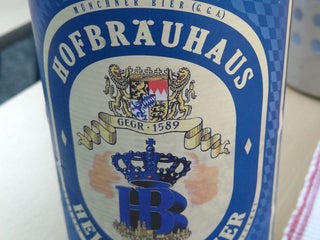 MÜNCHNER BIER (G.G.A)
HOFBRÄUHAUS
GEGR · 1589
HB